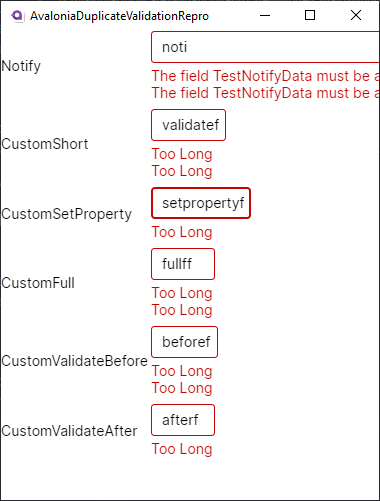 AvaloniaDuplicateValidationRepro
Notify
noti
The field TestNotifyData must be a
The field TestNotifyData must be a
CustomShort
validatef
Too Long
Too Long
CustomSetProperty
setpropertyf
Too Long
CustomFull
fullff
Too Long
Too Long
CustomValidateBefore
beforef
Too Long
Too Long
CustomValidateAfter
afterf
Too Long